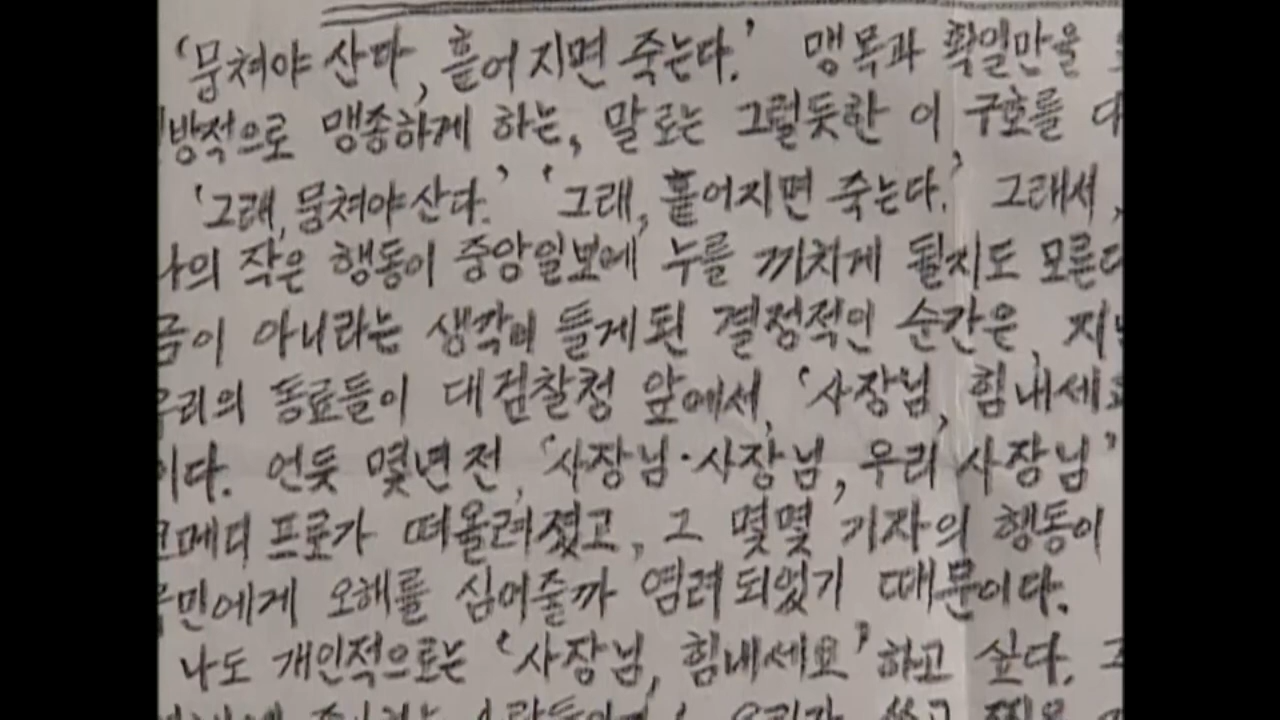 '뭉쳐야 산다, 흩어지면 죽는다.' 맹목과 획일만을
방적으로 맹종하게 하는, 말로는 그럴듯한 이 구호를
'그래, 뭉쳐야 산다.' '그래, 흩어지면 죽는다.' 그래서,
나의 작은 행동이 중앙일보에 누를 끼치게 될지도 모른다
이 아니라는 생각이 들게된 결정적인 순간은, 지난
우리의 동료들이 대검찰청 앞에서, '사장님, 힘내세요
이다. 언듯 몇년전, '사장님·사장님, 우리 사장님'
코메디 프로가 떠올려졌고, 그 몇몇 기자의 행동이
국민에게 오해를 심어줄까 염려되었기 때문이다.
나도 개인적으로는 '사장님, 힘내세요' 하고 싶다.